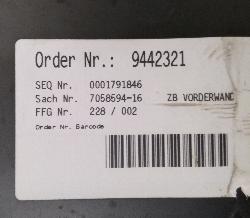 Order Nr.: 9442321
SEQ Nr. 0001791846
Sach Nr. 7058694-16 ZB VORDERWAND
FFG Nr. 228 / 002
Order Nr. Barcode